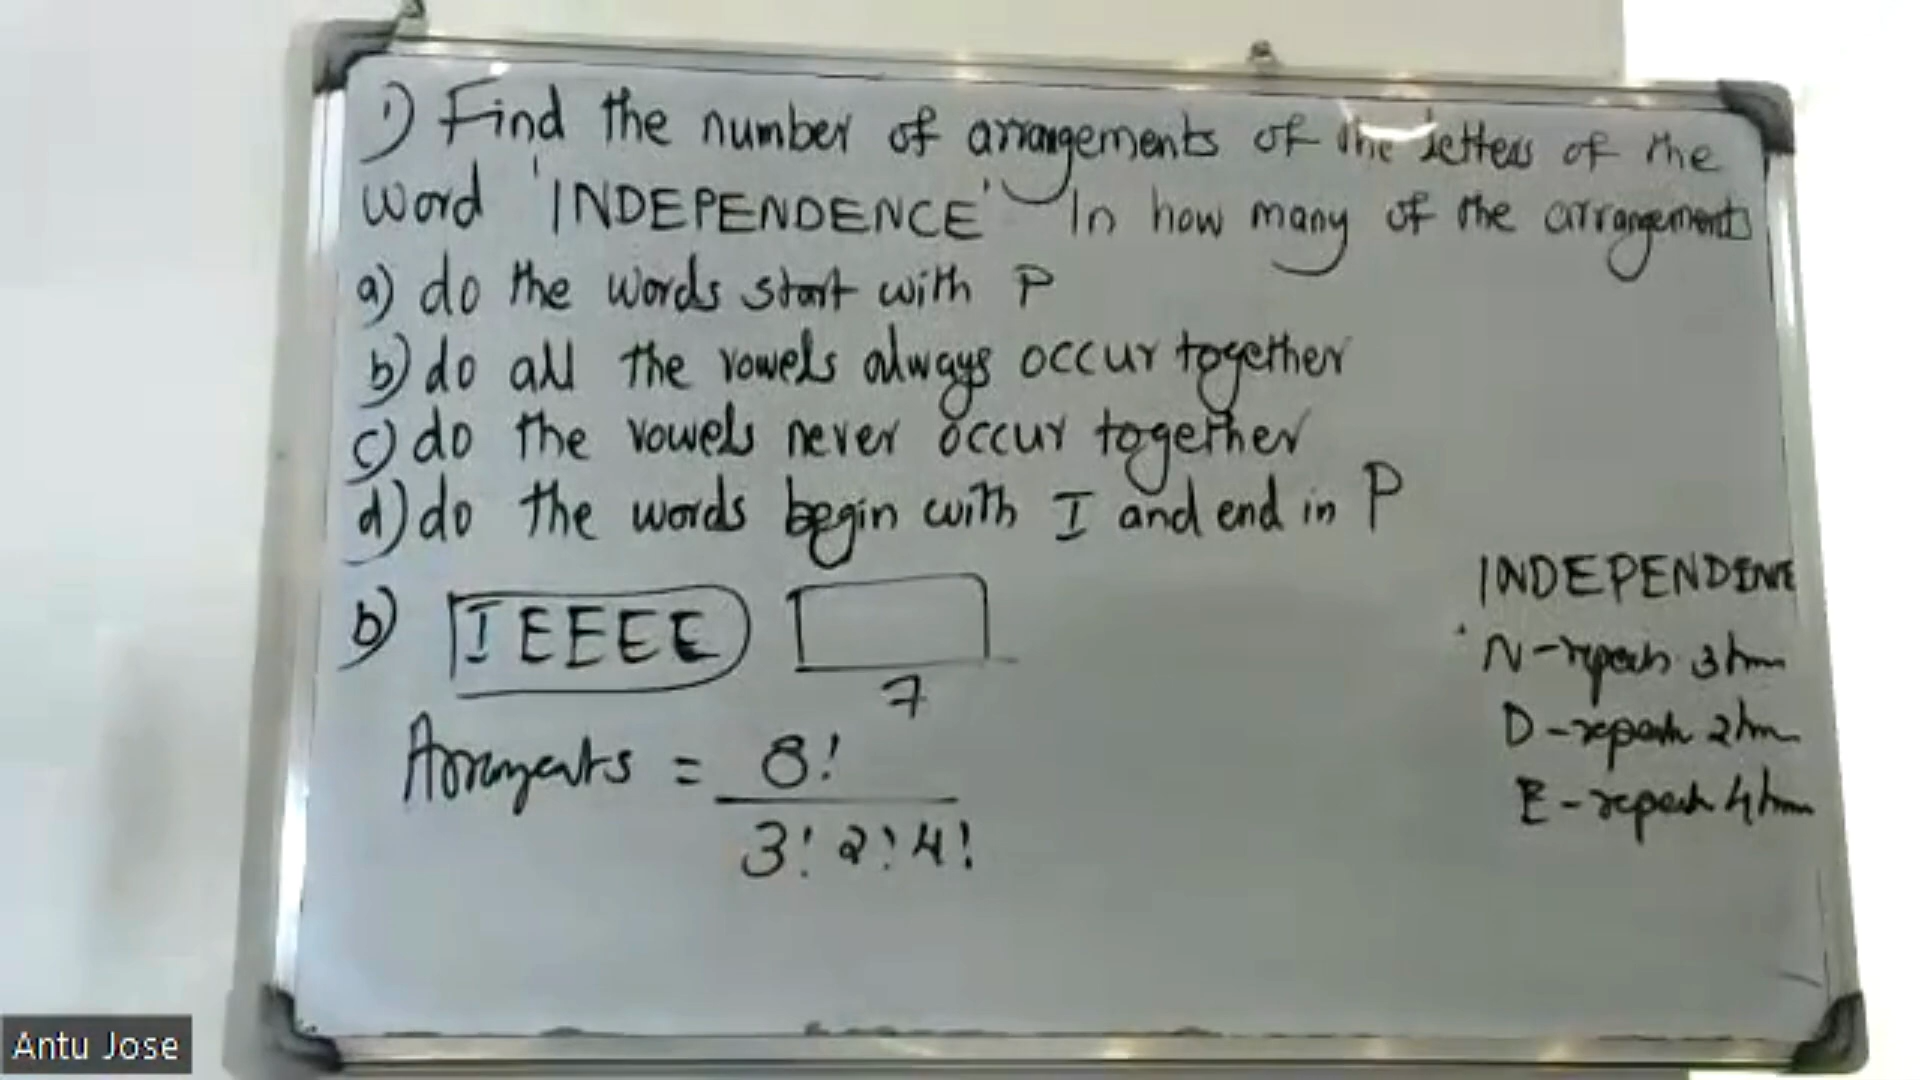 1) Find the number of arrangements of the letters of the
word 'INDEPENDENCE' In how many of the arrangements
a) do the words start with P
b) do all the vowels always occur together
c) do the vowels never occur together
d) do the words begin with I and end in P
b) IEEEE
7
Arrangements = 8!
3! 2! 4!
N-repeats 3 times
D-repeats 2 times
E-repeats 4 times
Antu Jose